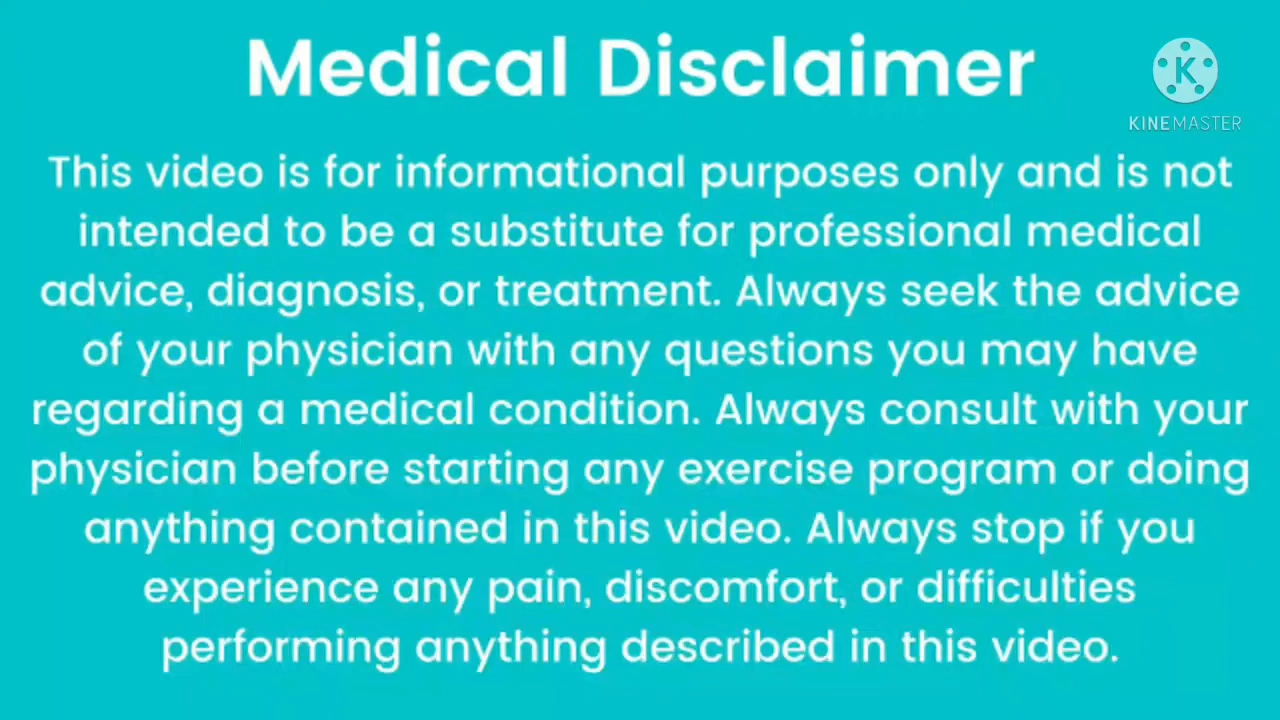 Medical Disclaimer
K
KINEMASTER
This video is for informational purposes only and is not
intended to be a substitute for professional medical
advice, diagnosis, or treatment. Always seek the advice
of your physician with any questions you may have
regarding a medical condition. Always consult with your
physician before starting any exercise program or doing
anything contained in this video. Always stop if you
experience any pain, discomfort, or difficulties
performing anything described in this video.